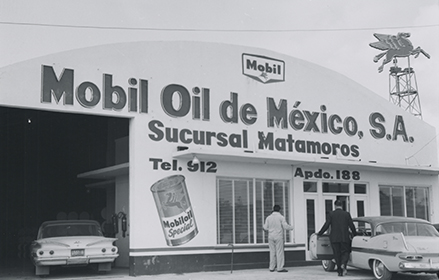 Mobil
Mobil Oil de México, S.A.
Sucursal Matamoros
Tel. 912
Apdo. 188
Mobiloil
Special